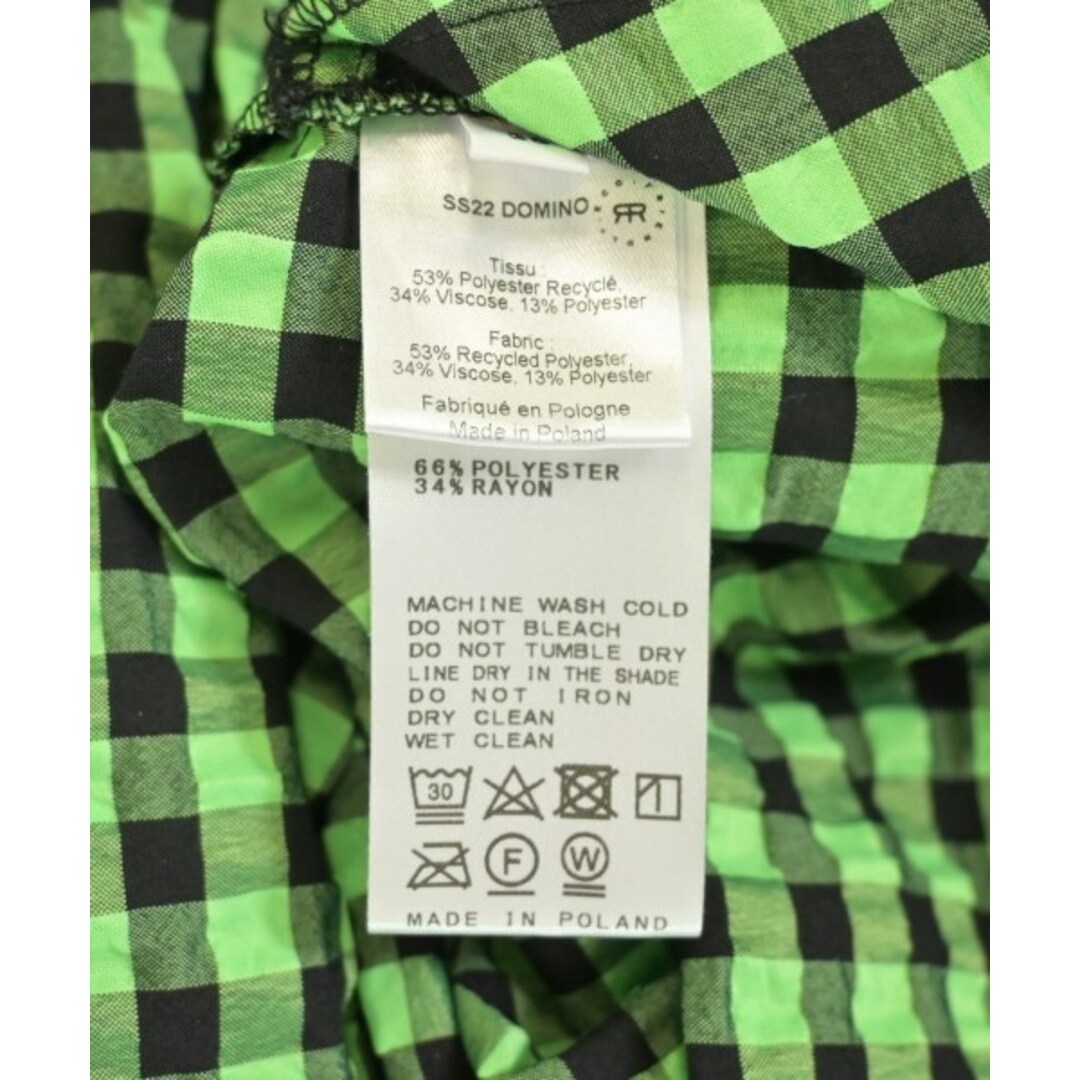 SS22 DOMINO
Tissu :
53% Polyester Recyclé,
34% Viscose, 13% Polyester
Fabric :
53% Recycled Polyester,
34% Viscose, 13% Polyester
Fabriqué en Pologne
Made in Poland
66% POLYESTER
34% RAYON
MACHINE WASH COLD
DO NOT BLEACH
DO NOT TUMBLE DRY
LINE DRY IN THE SHADE
DO NOT IRON
DRY CLEAN
WET CLEAN
30
F W
MADE IN POLAND